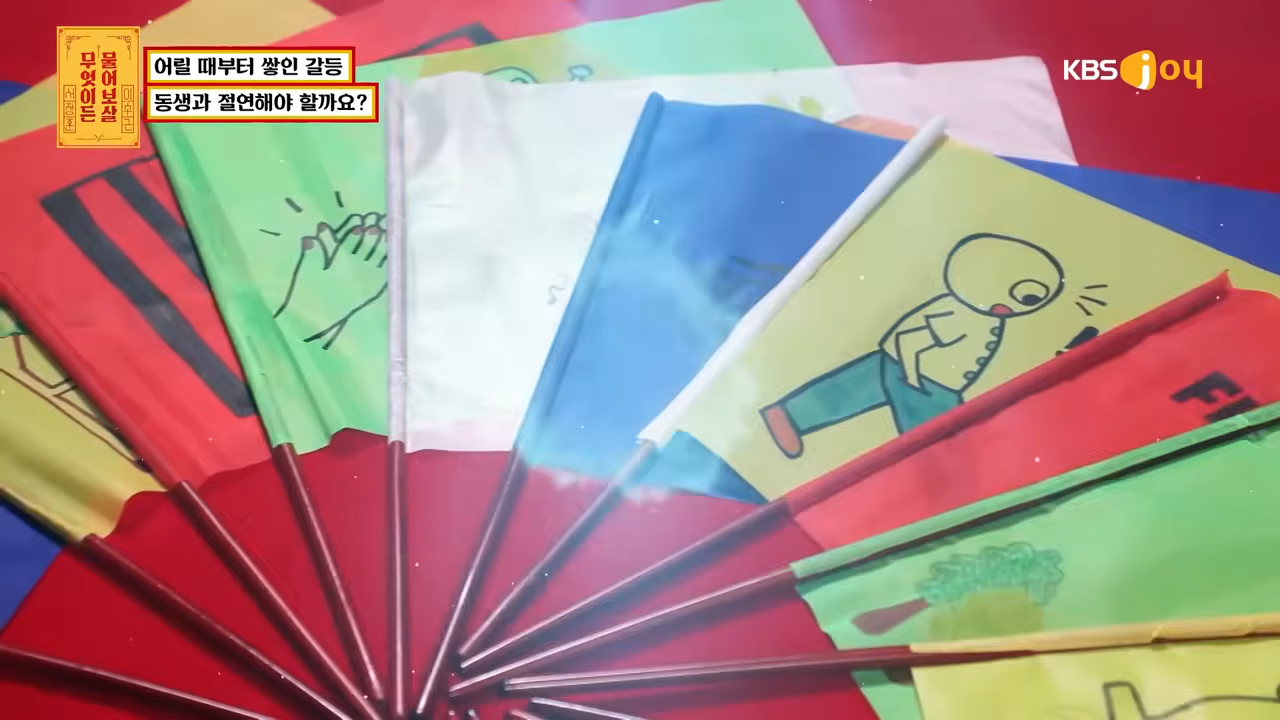 무엇이든
물어보살
서장훈
이수근
어릴 때부터 쌓인 갈등
동생과 절연해야 할까요?
KBS joy